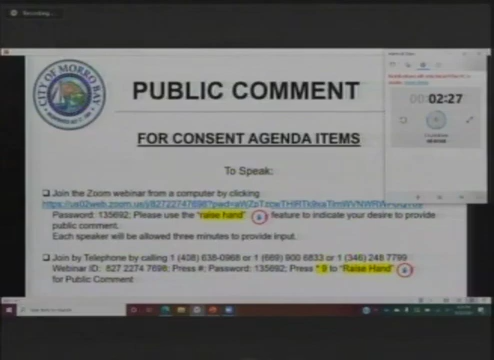 Recording...
CITY OF MORRO BAY
PUBLIC COMMENT
FOR CONSENT AGENDA ITEMS
To Speak:
Join the Zoom webinar from a computer by clicking
Password: 135692; Please use the "raise hand" feature to indicate your desire to provide
public comment.
Each speaker will be allowed three minutes to provide input.
Join by Telephone by calling 1 (408) 638-0968 or 1 (669) 900 6833 or 1 (346) 248 7799
Webinar ID: 827 2274 7698; Press #; Password: 135692; Press * 9 to "Raise Hand"
for Public Comment
00:02:27